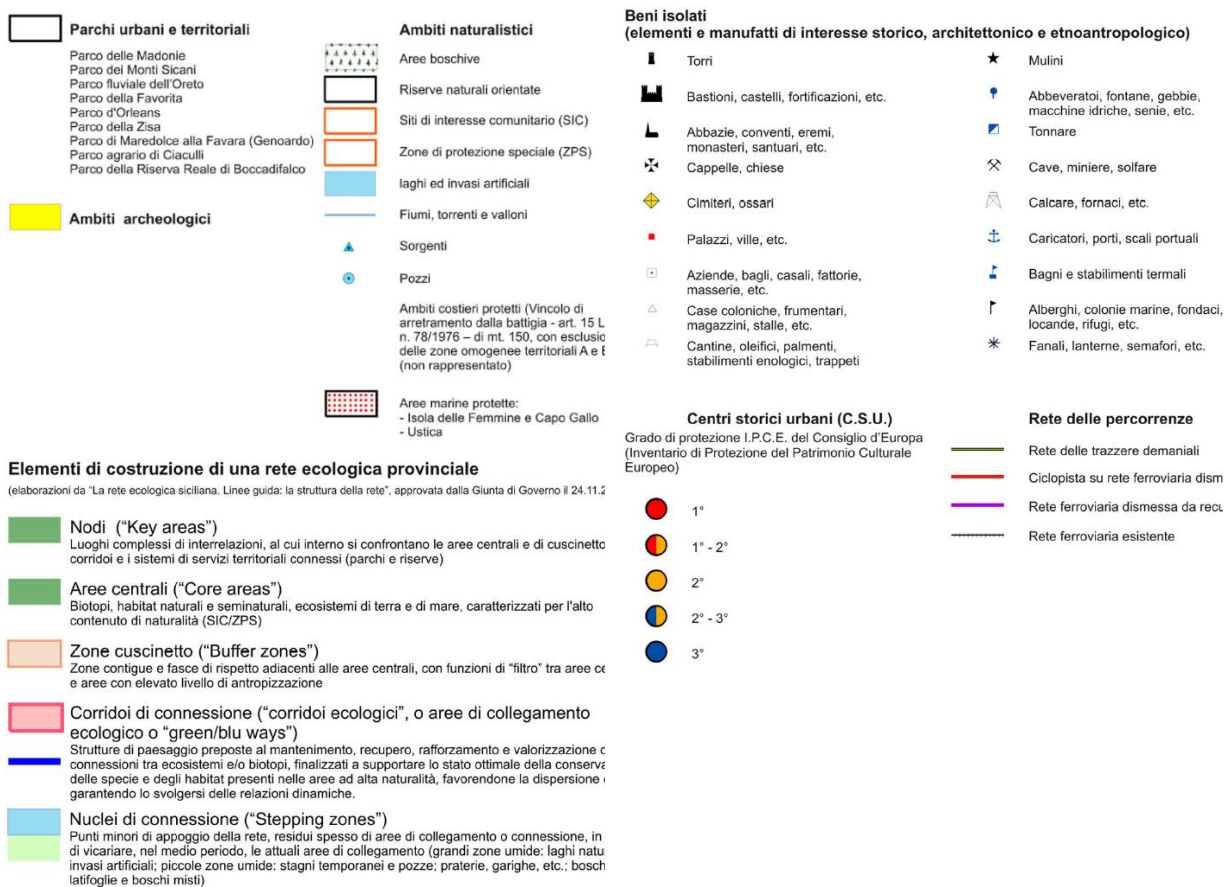 Parchi urbani e territoriali
Parco delle Madonie
Parco dei Monti Sicani
Parco fluviale dell'Oreto
Parco della Favorita
Parco d'Orleans
Parco della Zisa
Parco di Maredolce alla Favara (Genoardo)
Parco agrario di Ciaculli
Parco della Riserva Reale di Boccadifalco
Ambiti archeologici
Ambiti naturalistici
Aree boschive
Riserve naturali orientate
Siti di interesse comunitario (SIC)
Zone di protezione speciale (ZPS)
laghi ed invasi artificiali
Fiumi, torrenti e valloni
Sorgenti
Pozzi
Ambiti costieri protetti (Vincolo di
arretramento dalla battigia - art. 15 L
n. 78/1976 – di mt. 150, con esclusio
delle zone omogenee territoriali A e B
(non rappresentato)
Aree marine protette:
- Isola delle Femmine e Capo Gallo
- Ustica
Elementi di costruzione di una rete ecologica provinciale
(elaborazioni da “La rete ecologica siciliana. Linee guida: la struttura della rete”, approvata dalla Giunta di Governo il 24.11.2
Nodi (“Key areas”)
Luoghi complessi di interrelazioni, al cui interno si confrontano le aree centrali e di cuscinetto
corridoi e i sistemi di servizi territoriali connessi (parchi e riserve)
Aree centrali (“Core areas”)
Biotopi, habitat naturali e seminaturali, ecosistemi di terra e di mare, caratterizzati per l'alto
contenuto di naturalità (SIC/ZPS)
Zone cuscinetto (“Buffer zones”)
Zone contigue e fasce di rispetto adiacenti alle aree centrali, con funzioni di “filtro” tra aree ce
e aree con elevato livello di antropizzazione
Corridoi di connessione (“corridoi ecologici”, o aree di collegamento
ecologico o “green/blu ways”)
Strutture di paesaggio preposte al mantenimento, recupero, rafforzamento e valorizzazione d
connessioni tra ecosistemi e/o biotopi, finalizzati a supportare lo stato ottimale della conserva
delle specie e degli habitat presenti nelle aree ad alta naturalità, favorendone la dispersione
garantendo lo svolgersi delle relazioni dinamiche.
Nuclei di connessione (“Stepping zones”)
Punti minori di appoggio della rete, residui spesso di aree di collegamento o connessione, in
di vicariare, nel medio periodo, le attuali aree di collegamento (grandi zone umide: laghi natu
invasi artificiali; piccole zone umide: stagni temporanei e pozze; praterie, garighe, etc.; bosch
latifoglie e boschi misti)
Beni isolati
(elementi e manufatti di interesse storico, architettonico e etnoantropologico)
Torri
Bastioni, castelli, fortificazioni, etc.
Abbazie, conventi, eremi,
monasteri, santuari, etc.
Cappelle, chiese
Cimiteri, ossari
Palazzi, ville, etc.
Aziende, bagli, casali, fattorie,
masserie, etc.
Case coloniche, frumentari,
magazzini, stalle, etc.
Cantine, oleifici, palmenti,
stabilimenti enologici, trappeti
Mulini
Abbeveratoi, fontane, gebbie,
macchine idriche, senie, etc.
Tonnare
Cave, miniere, solfare
Calcare, fornaci, etc.
Caricatori, porti, scali portuali
Bagni e stabilimenti termali
Alberghi, colonie marine, fondaci,
locande, rifugi, etc.
Fanali, lanterne, semafori, etc.
Centri storici urbani (C.S.U.)
Grado di protezione I.P.C.E. del Consiglio d'Europa
(Inventario di Protezione del Patrimonio Culturale
Europeo)
1°
1° - 2°
2°
2° - 3°
3°
Rete delle percorrenze
Rete delle trazzere demaniali
Ciclopista su rete ferroviaria dism
Rete ferroviaria dismessa da recu
Rete ferroviaria esistente